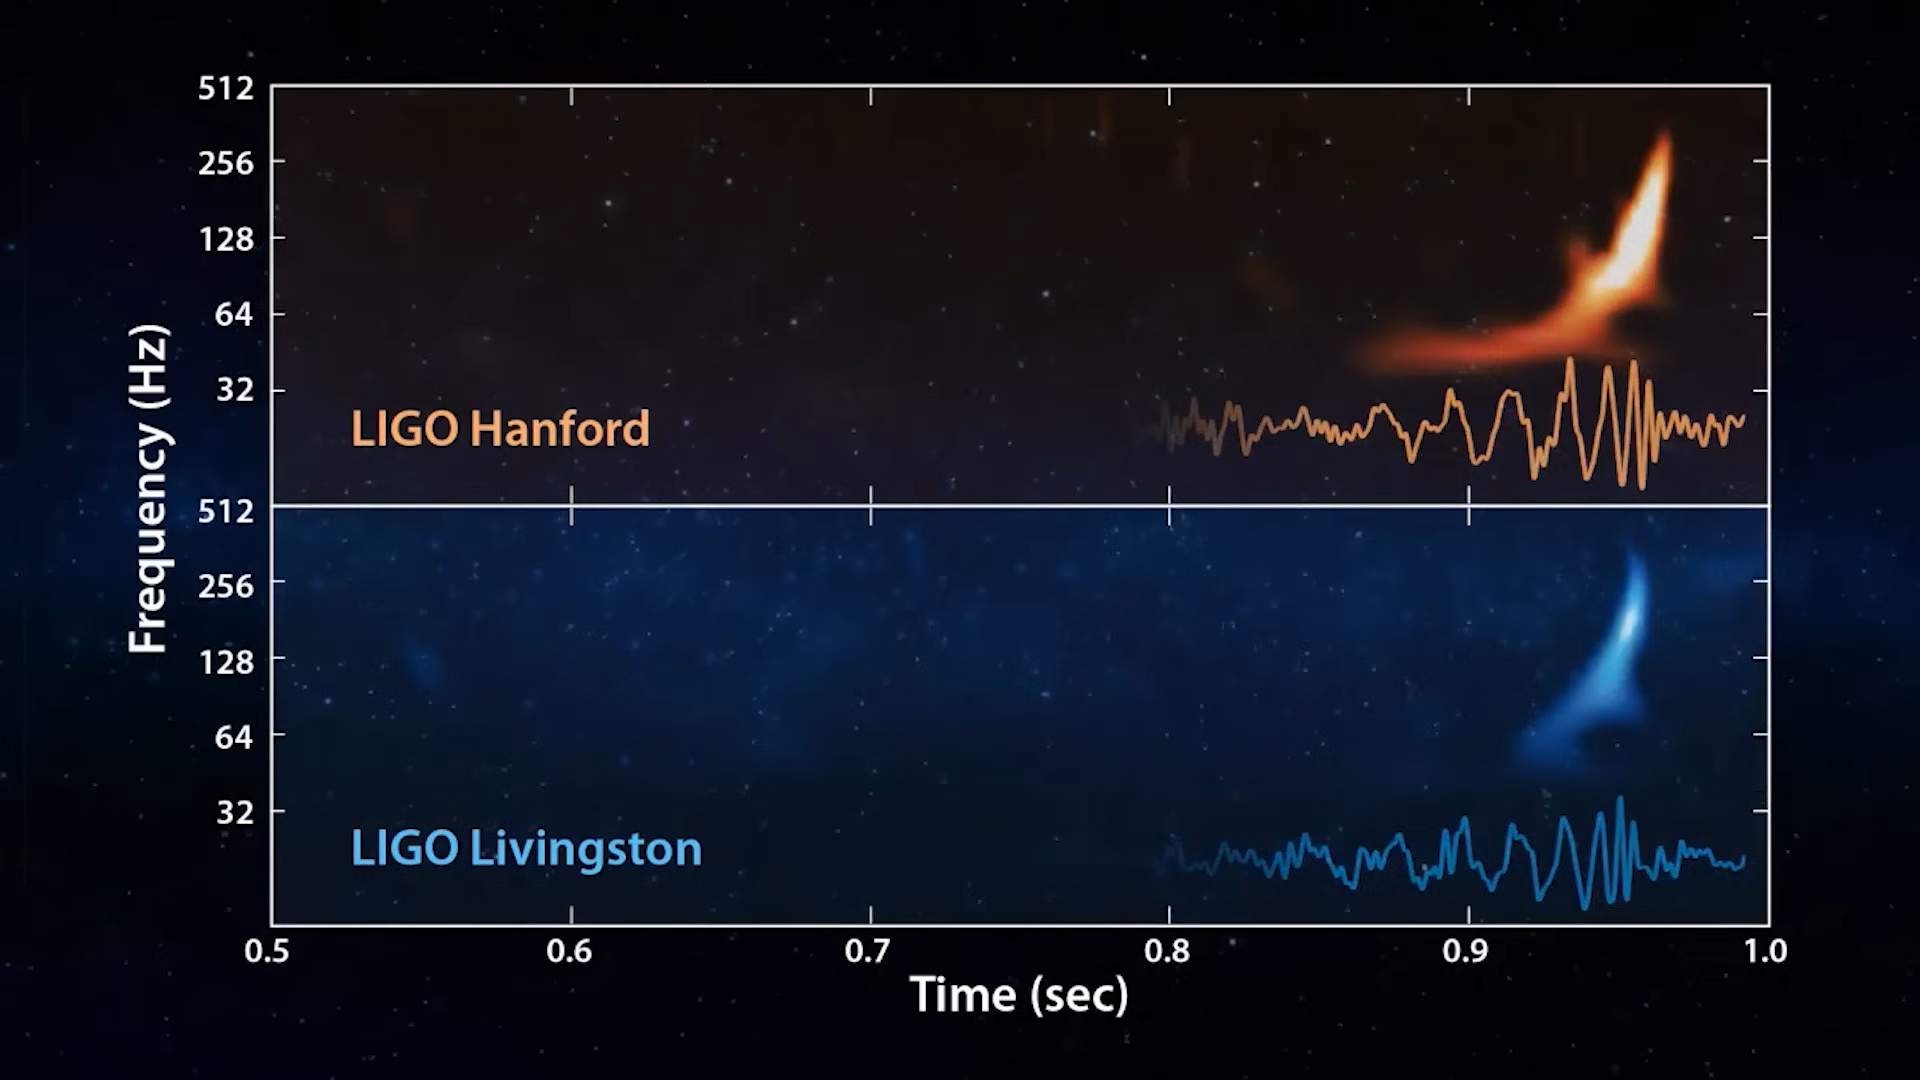 512
256
128
64
32
LIGO Hanford
Frequency (Hz)
512
256
128
64
32
LIGO Livingston
0.5 0.6 0.7 0.8 0.9 1.0
Time (sec)